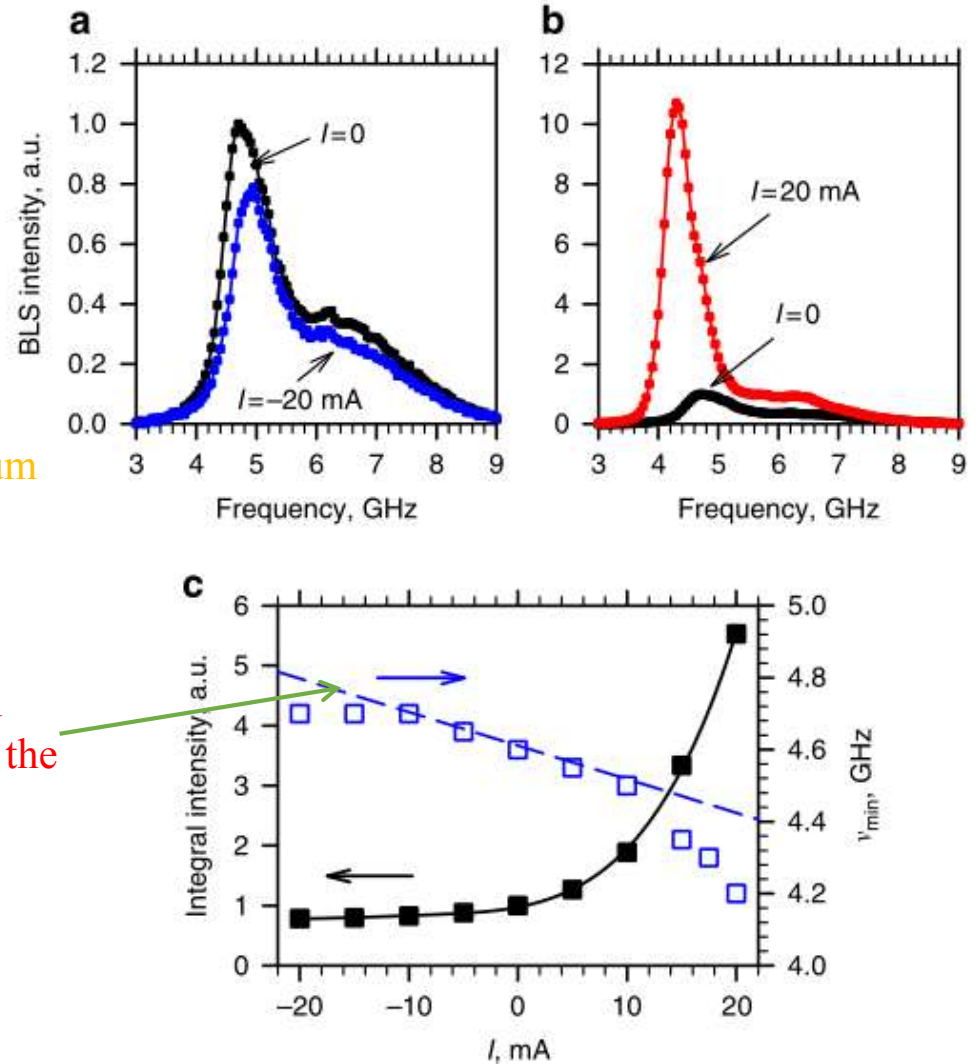 a
b
1.2
1.0
0.8
0.6
0.4
0.2
0.0
BLS intensity, a.u.
I=0
I=−20 mA
3 4 5 6 7 8 9
Frequency, GHz
12
10
8
6
4
2
0
I=20 mA
I=0
3 4 5 6 7 8 9
Frequency, GHz
um
the
c
6
5
4
3
2
1
0
Integral intensity, a.u.
5.0
4.8
4.6
4.4
4.2
4.0
νmin, GHz
−20 −10 0 10 20
I, mA